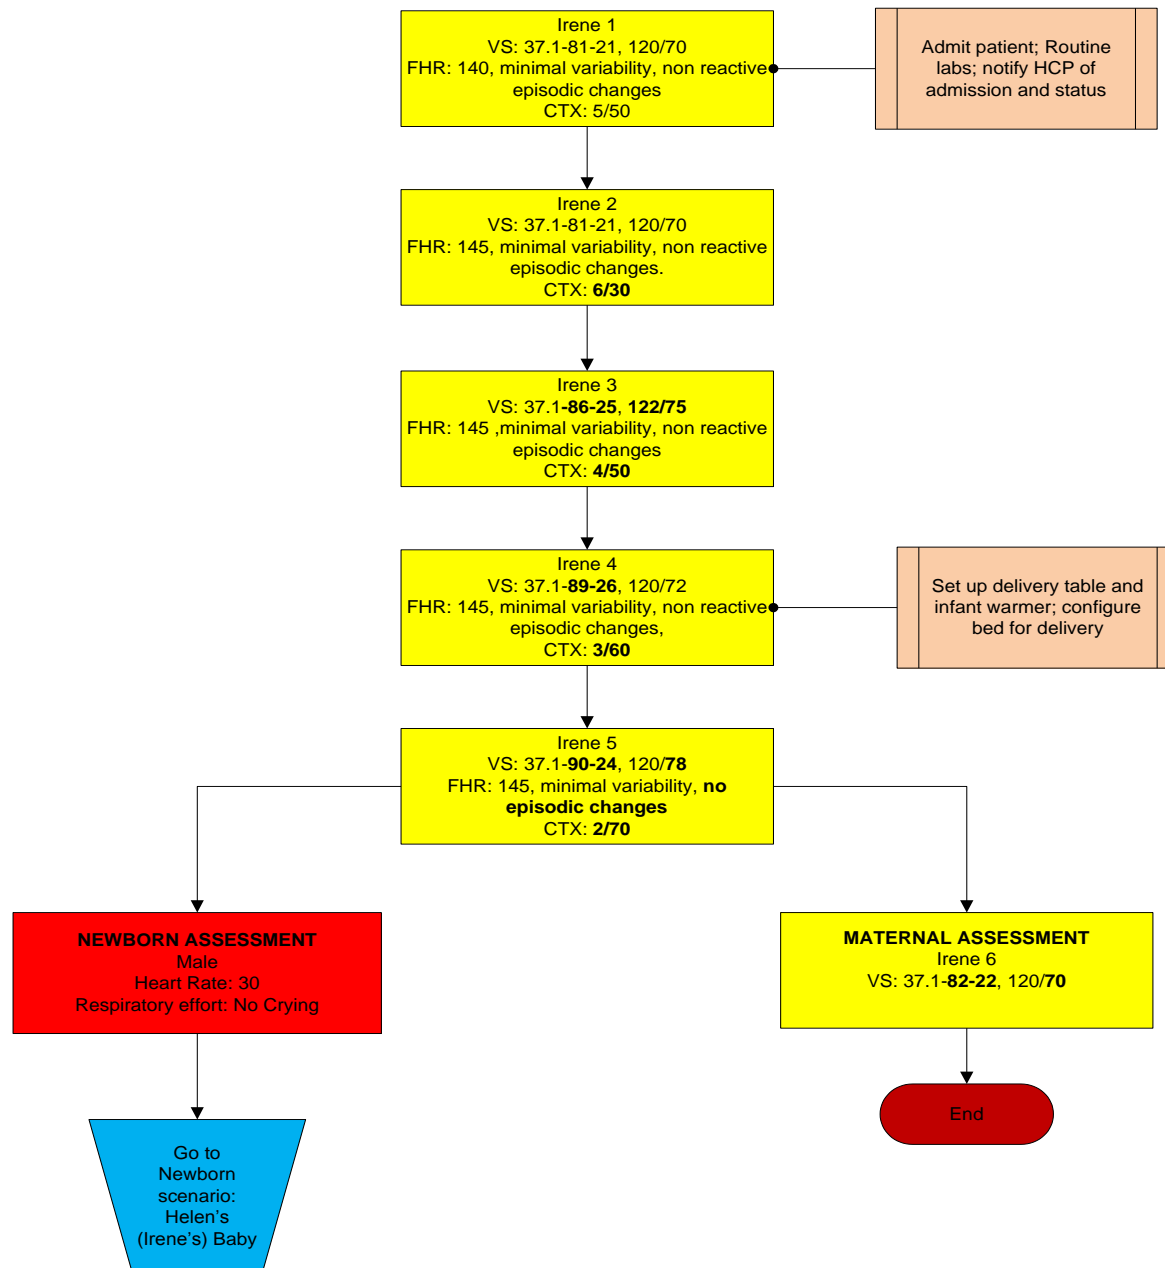 Irene 1
VS: 37.1-81-21, 120/70
FHR: 140, minimal variability, non reactive
episodic changes
CTX: 5/50
Admit patient; Routine
labs; notify HCP of
admission and status
Irene 2
VS: 37.1-81-21, 120/70
FHR: 145, minimal variability, non reactive
episodic changes.
CTX: 6/30
Irene 3
VS: 37.1-86-25, 122/75
FHR: 145 ,minimal variability, non reactive
episodic changes
CTX: 4/50
Irene 4
VS: 37.1-89-26, 120/72
FHR: 145, minimal variability, non reactive
episodic changes,
CTX: 3/60
Set up delivery table and
infant warmer; configure
bed for delivery
Irene 5
VS: 37.1-90-24, 120/78
FHR: 145, minimal variability, no
episodic changes
CTX: 2/70
NEWBORN ASSESSMENT
Male
Heart Rate: 30
Respiratory effort: No Crying
MATERNAL ASSESSMENT
Irene 6
VS: 37.1-82-22, 120/70
End
Go to
Newborn
scenario:
Helen's
(Irene's) Baby